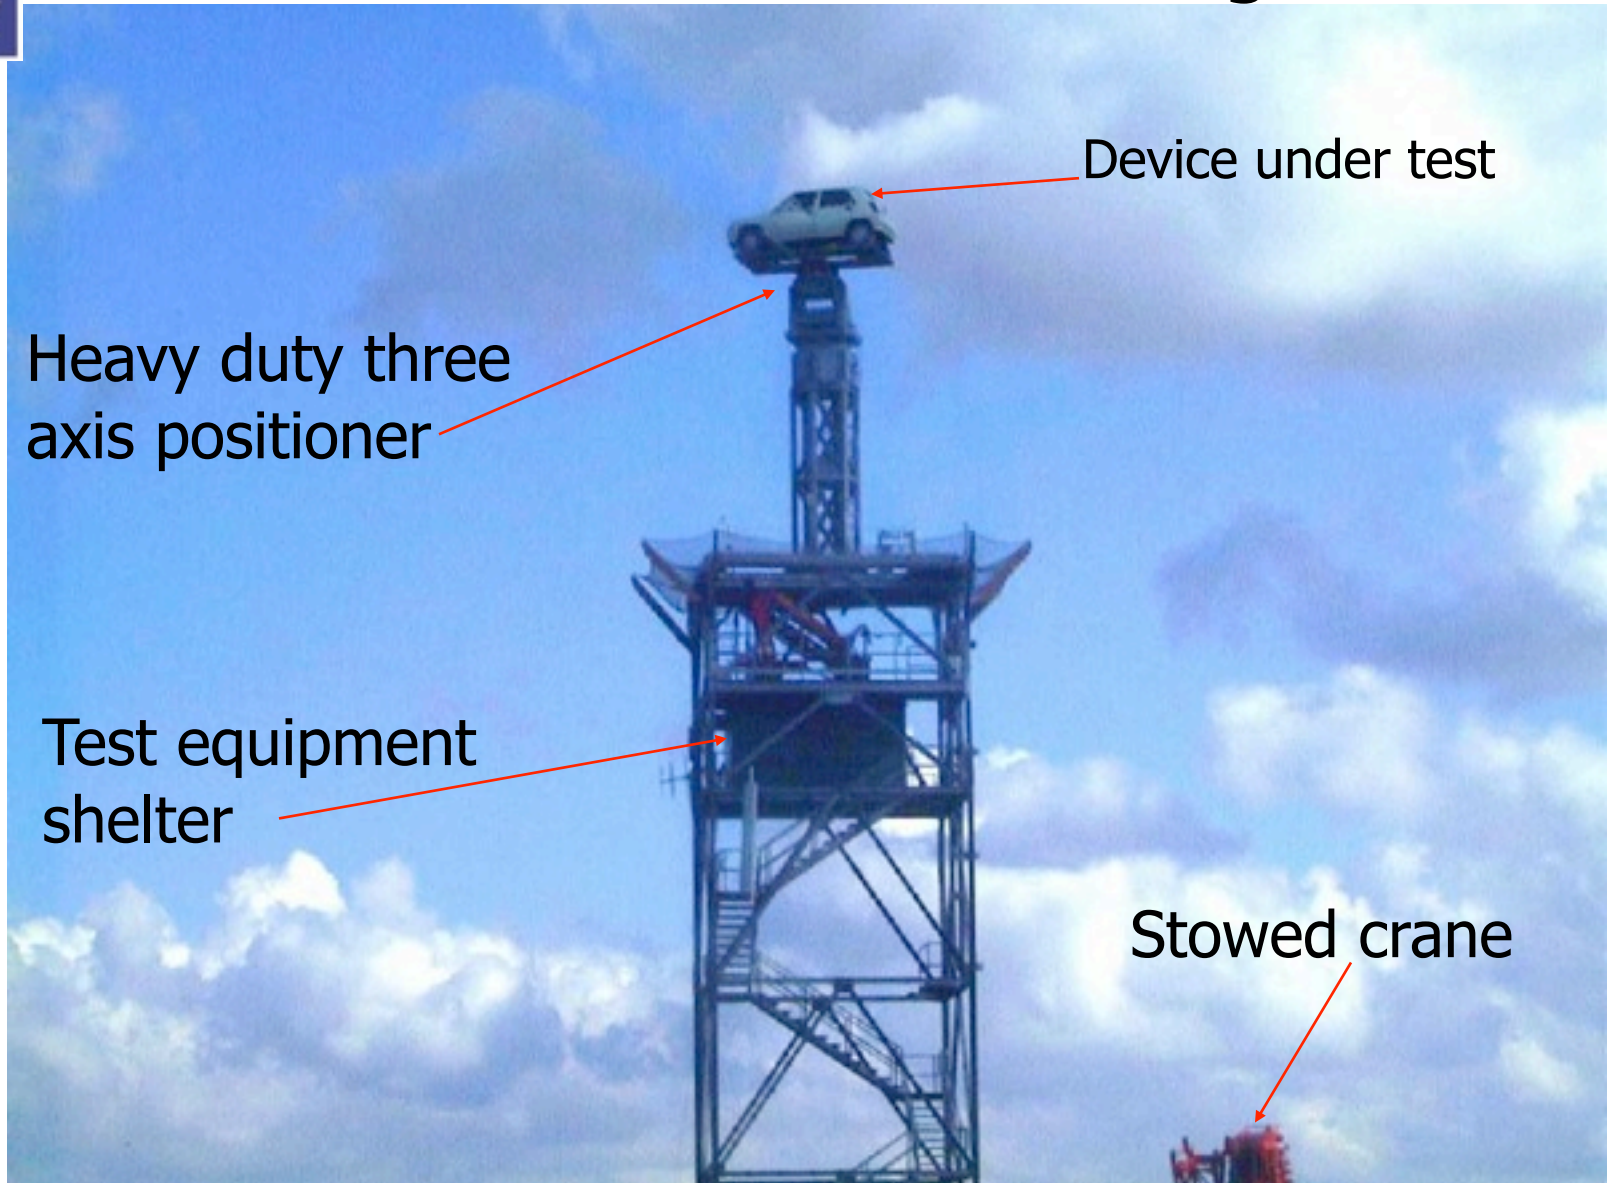 Device under test
Heavy duty three
axis positioner
Test equipment
shelter
Stowed crane